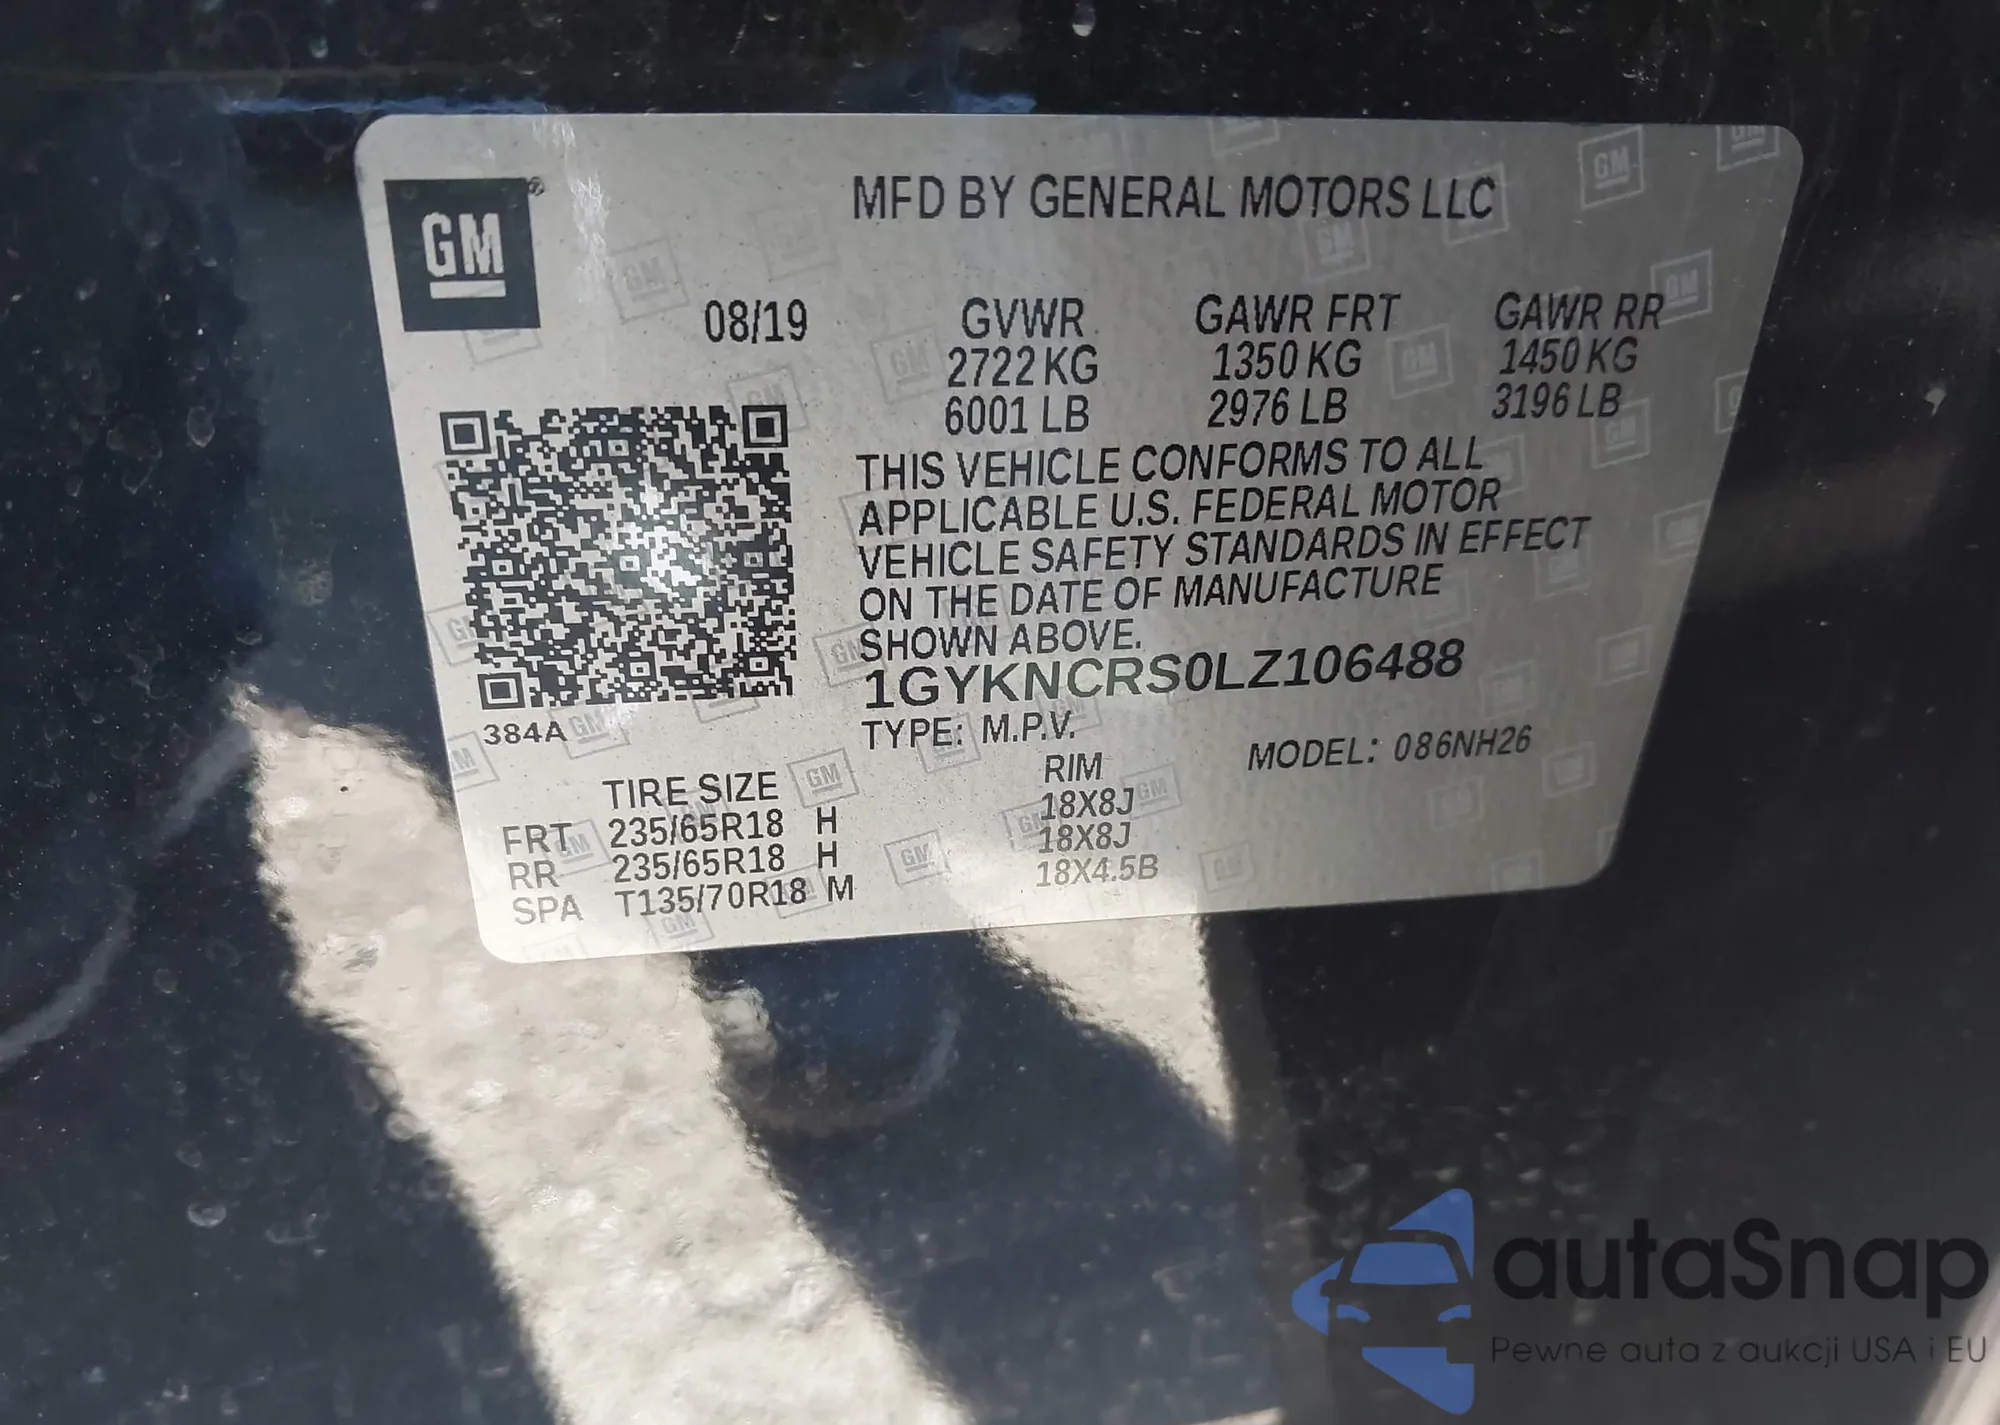 GM®
MFD BY GENERAL MOTORS LLC
08/19
GVWR GAWR FRT GAWR RR
2722 KG 1350 KG 1450 KG
6001 LB 2976 LB 3196 LB
THIS VEHICLE CONFORMS TO ALL
APPLICABLE U.S. FEDERAL MOTOR
VEHICLE SAFETY STANDARDS IN EFFECT
ON THE DATE OF MANUFACTURE
SHOWN ABOVE.
1GYKNCRS0LZ106488
384A
TYPE: M.P.V. MODEL: 086NH26
TIRE SIZE RIM
FRT 235/65R18 H 18X8J
RR 235/65R18 H 18X8J
SPA T135/70R18 M 18X4.5B
autaSnap
Pewne auta z aukcji USA i EU